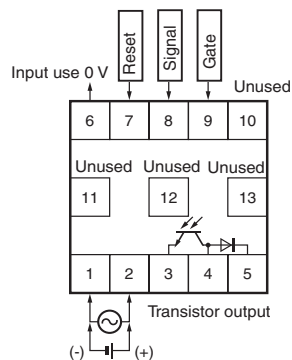 Reset
Signal
Gate
Input use 0 V
Unused
6 7 8 9 10
Unused Unused Unused
11 12 13
1 2 3 4 5
Transistor output
(-) (+)